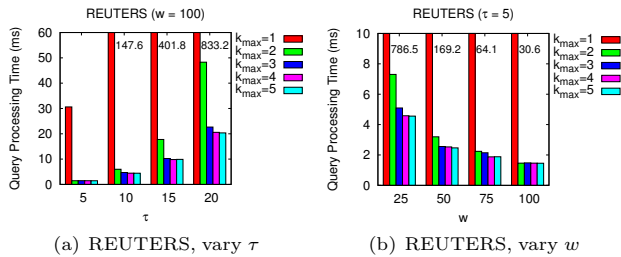 REUTERS (w = 100)
Query Processing Time (ms)
60
50
40
30
20
10
0
147.6
401.8
833.2
k_max=1
k_max=2
k_max=3
k_max=4
k_max=5
5
10
15
20
τ
(a) REUTERS, vary τ
REUTERS (τ = 5)
Query Processing Time (ms)
10
8
6
4
2
0
786.5
169.2
64.1
30.6
k_max=1
k_max=2
k_max=3
k_max=4
k_max=5
25
50
75
100
w
(b) REUTERS, vary w